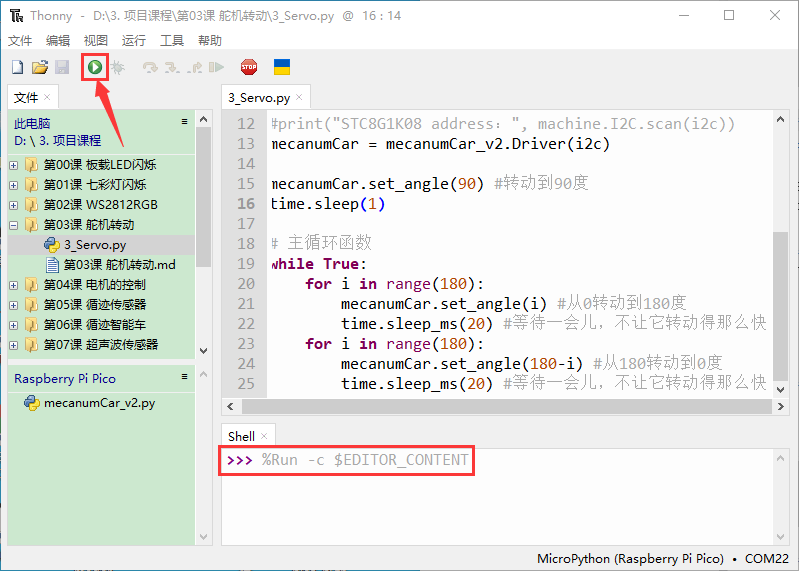 Thonny - D:\3. 项目课程\第03课 舵机转动\3_Servo.py @ 16 : 14
文件 编辑 视图 运行 工具 帮助
STOP
文件 ×
此电脑
D: \ 3. 项目课程
第00课 板载LED闪烁
第01课 七彩灯闪烁
第02课 WS2812RGB
第03课 舵机转动
3_Servo.py
第03课 舵机转动.md
第04课 电机的控制
第05课 循迹传感器
第06课 循迹智能车
第07课 超声波传感器
Raspberry Pi Pico
mecanumCar_v2.py
3_Servo.py ×
12 #print("STC8G1K08 address: ", machine.I2C.scan(i2c))
13 mecanumCar = mecanumCar_v2.Driver(i2c)
14
15 mecanumCar.set_angle(90) #转动到90度
16 time.sleep(1)
17
18 # 主循环函数
19 while True:
20 for i in range(180):
21 mecanumCar.set_angle(i) #从0转动到180度
22 time.sleep_ms(20) #等待一会儿，不让它转动得那么快
23 for i in range(180):
24 mecanumCar.set_angle(180-i) #从180转动到0度
25 time.sleep_ms(20) #等待一会儿，不让它转动得那么快
Shell ×
>>> %Run -c $EDITOR_CONTENT
MicroPython (Raspberry Pi Pico) • COM22